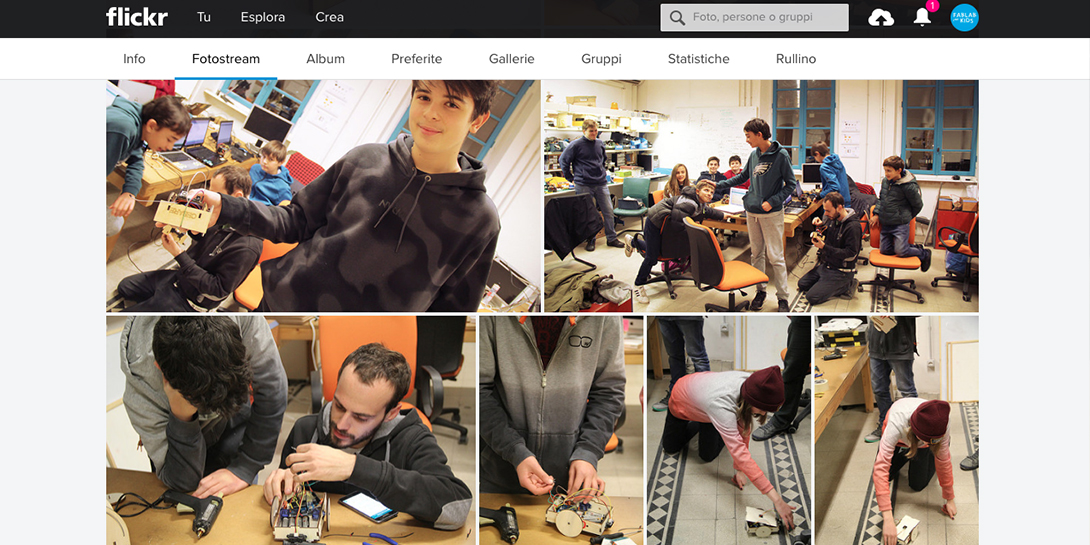 flickr
Tu
Esplora
Crea
Foto, persone o gruppi
1
FABLAB
KIDS
Info
Fotostream
Album
Preferite
Gallerie
Gruppi
Statistiche
Rullino